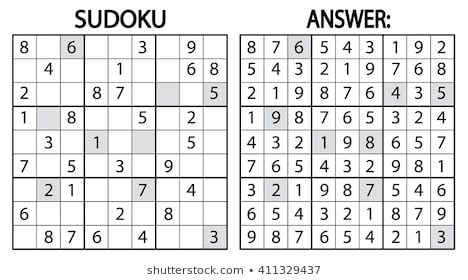 SUDOKU
8 6 3 9
4 1 6 8
2 8 7 5
1 8 5 2
3 1 5
7 5 3 9
2 1 7 4
6 2 8
8 7 6 4 3
ANSWER:
8 7 6 5 4 3 1 9 2
5 4 3 2 1 9 7 6 8
2 1 9 8 7 6 4 3 5
1 9 8 7 6 5 3 2 4
4 3 2 1 9 8 6 5 7
7 6 5 4 3 2 9 8 1
3 2 1 9 8 7 5 4 6
6 5 4 3 2 1 8 7 9
9 8 7 6 5 4 2 1 3
shutterstock.com • 411329437